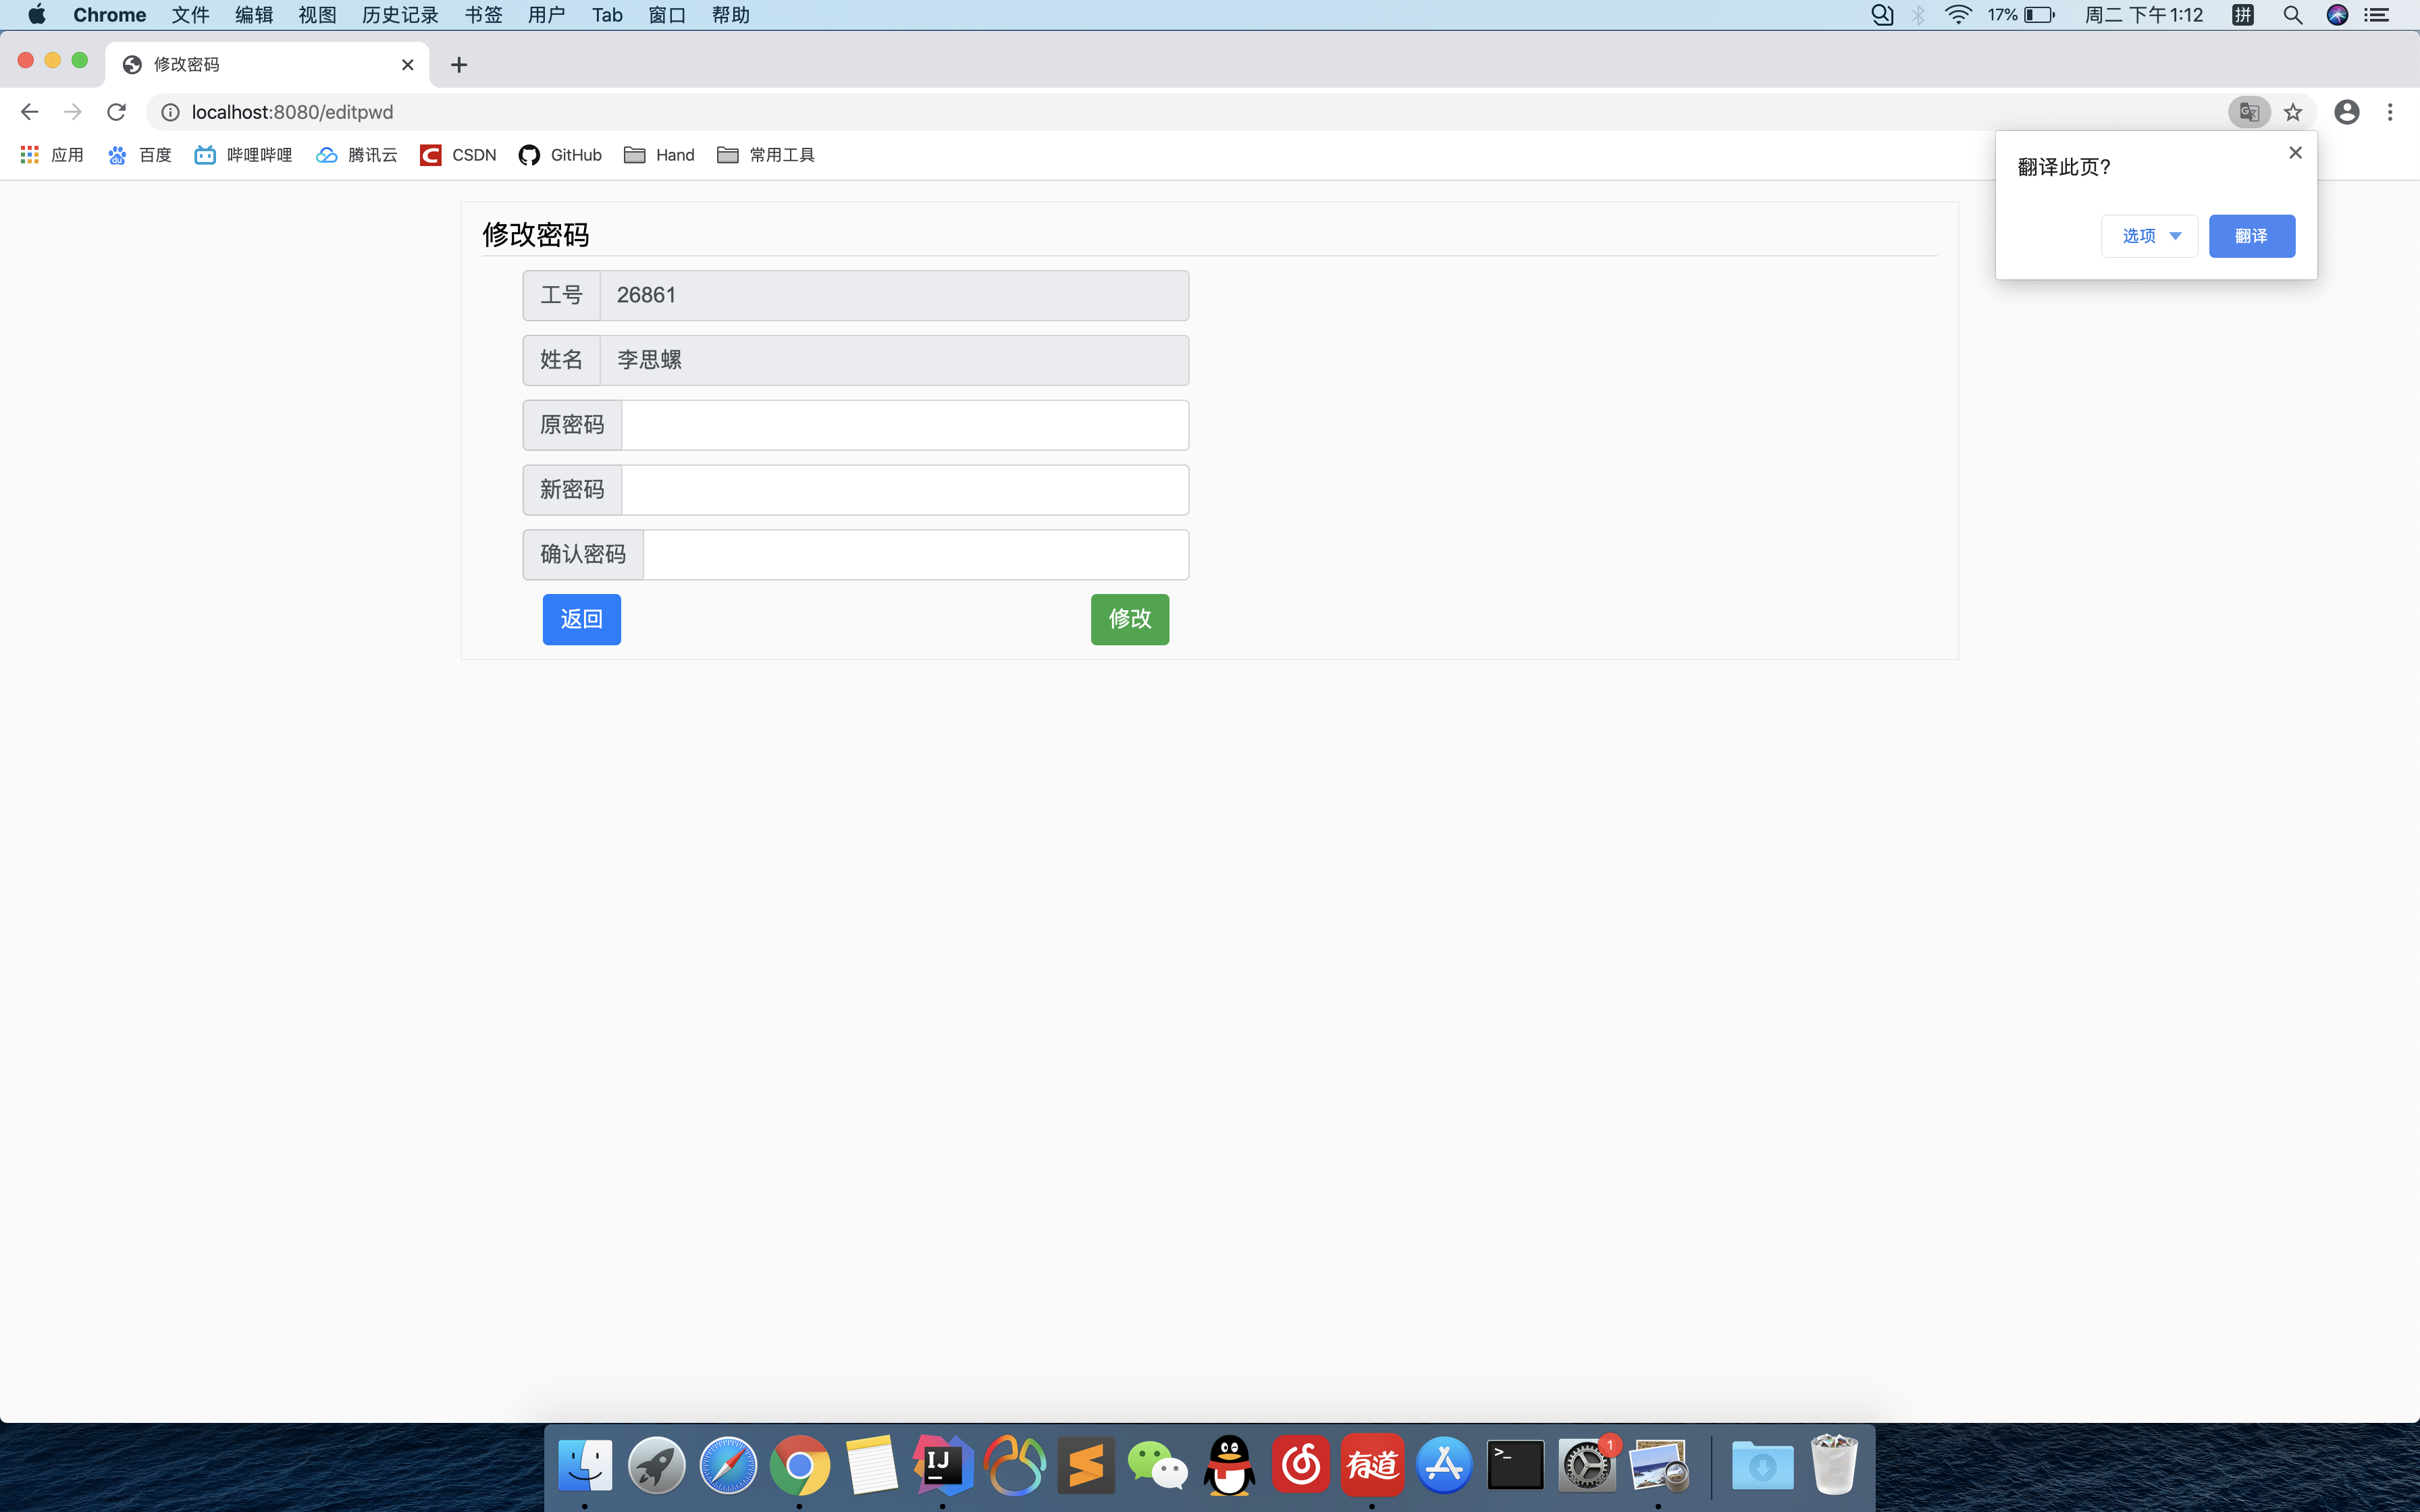 Chrome 文件 编辑 视图 历史记录 书签 用户 Tab 窗口 帮助 17% 周二 下午1:12 拼
修改密码
localhost:8080/editpwd
应用 百度 哔哩哔哩 腾讯云 CSDN GitHub Hand 常用工具
翻译此页?
选项 翻译
修改密码
工号 26861
姓名 李思螺
原密码
新密码
确认密码
返回 修改
IJ
有道
>_
1